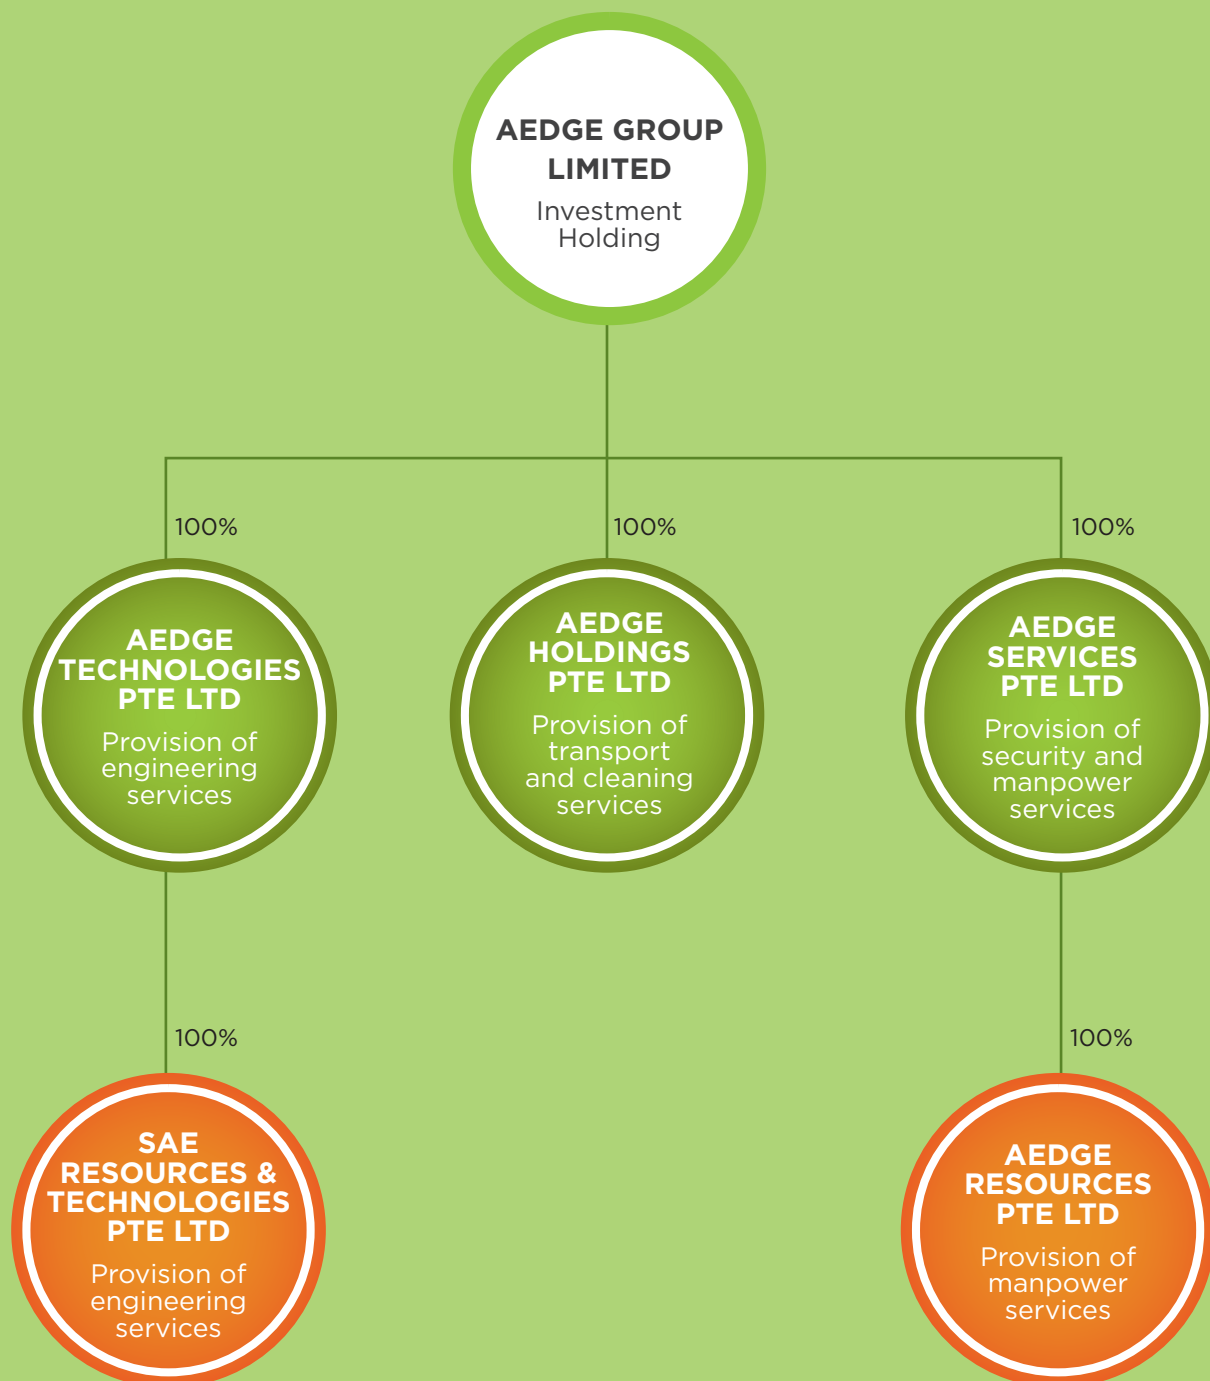 AEDGE GROUP
LIMITED
Investment
Holding
100%
100%
100%
AEDGE
TECHNOLOGIES
PTE LTD
Provision of
engineering
services
AEDGE
HOLDINGS
PTE LTD
Provision of
transport
and cleaning
services
AEDGE
SERVICES
PTE LTD
Provision of
security and
manpower
services
100%
100%
SAE
RESOURCES &
TECHNOLOGIES
PTE LTD
Provision of
engineering
services
AEDGE
RESOURCES
PTE LTD
Provision of
manpower
services